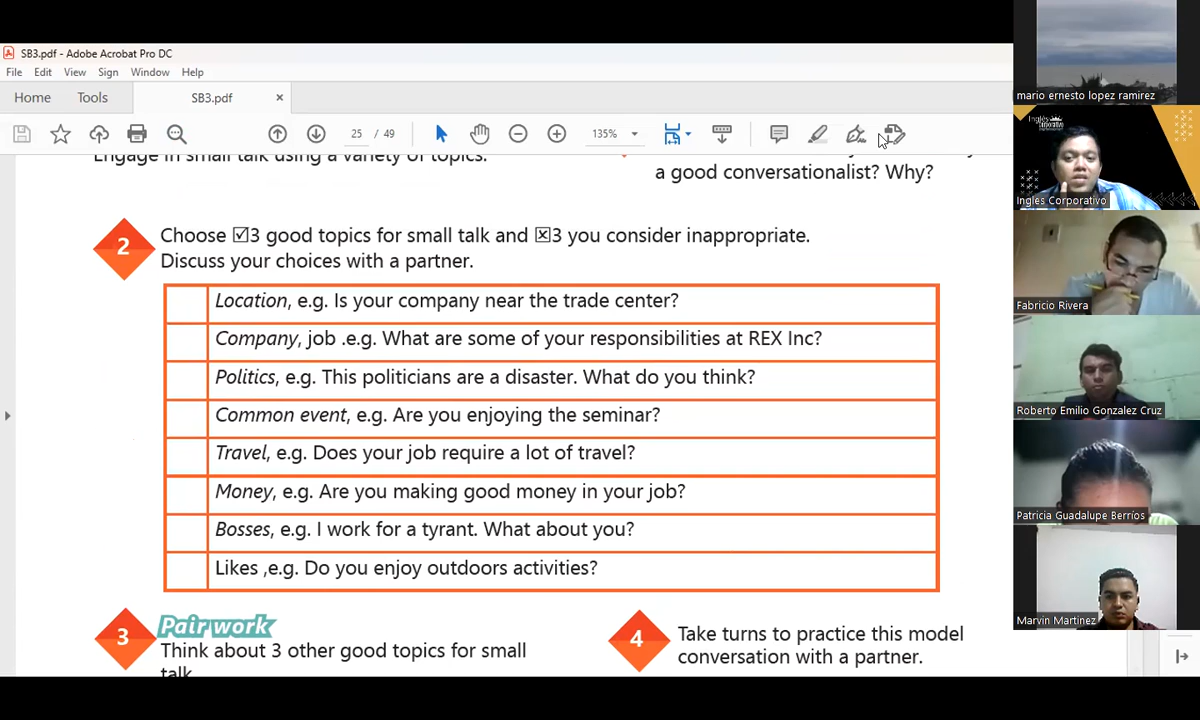 SB3.pdf - Adobe Acrobat Pro DC
File Edit View Sign Window Help
Home Tools SB3.pdf ×
25 / 49 135%
Engage in small talk using a variety of topics.
a good conversationalist? Why?
2 Choose ☑3 good topics for small talk and ☒3 you consider inappropriate.
Discuss your choices with a partner.
Location, e.g. Is your company near the trade center?
Company, job .e.g. What are some of your responsibilities at REX Inc?
Politics, e.g. This politicians are a disaster. What do you think?
Common event, e.g. Are you enjoying the seminar?
Travel, e.g. Does your job require a lot of travel?
Money, e.g. Are you making good money in your job?
Bosses, e.g. I work for a tyrant. What about you?
Likes ,e.g. Do you enjoy outdoors activities?
3 Pair work
Think about 3 other good topics for small
talk
4 Take turns to practice this model
conversation with a partner.
mario ernesto lopez ramirez
Inglés
Corporativo
Ingles Corporativo
Fabricio Rivera
Roberto Emilio Gonzalez Cruz
Patricia Guadalupe Berríos
Marvin Martinez